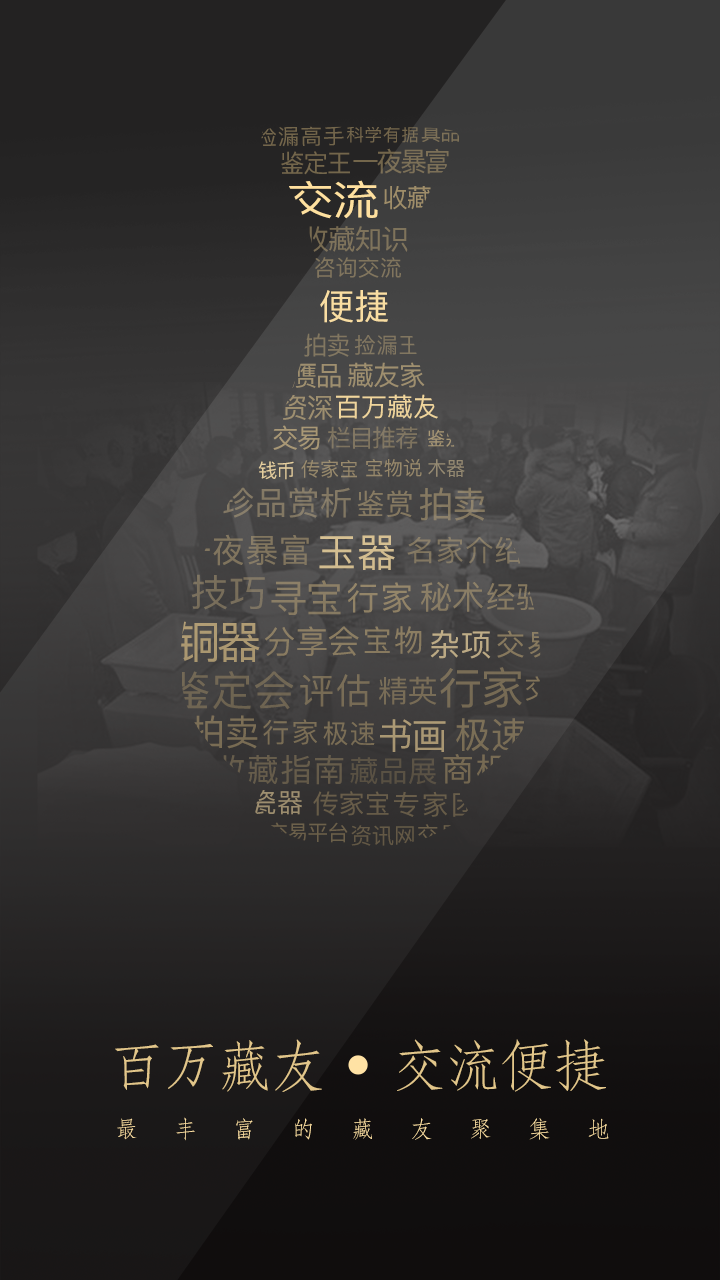 捡漏高手 科学有据 真品
鉴定王 一夜暴富
交流 收藏
收藏知识
咨询交流
便捷
拍卖 捡漏王
赝品 藏友家
资深 百万藏友
交易 栏目推荐 鉴
钱币 传家宝 宝物说 木器
珍品赏析 鉴赏 拍卖
一夜暴富 玉器 名家介绍
技巧 寻宝 行家 秘术 经验
铜器 分享会 宝物 杂项 交易
鉴定会 评估 精英 行家
拍卖 行家 极速 书画 极速
收藏指南 藏品展 商机
瓷器 传家宝 专家
交易平台 资讯网 交
百万藏友•交流便捷
最丰富的藏友聚集地